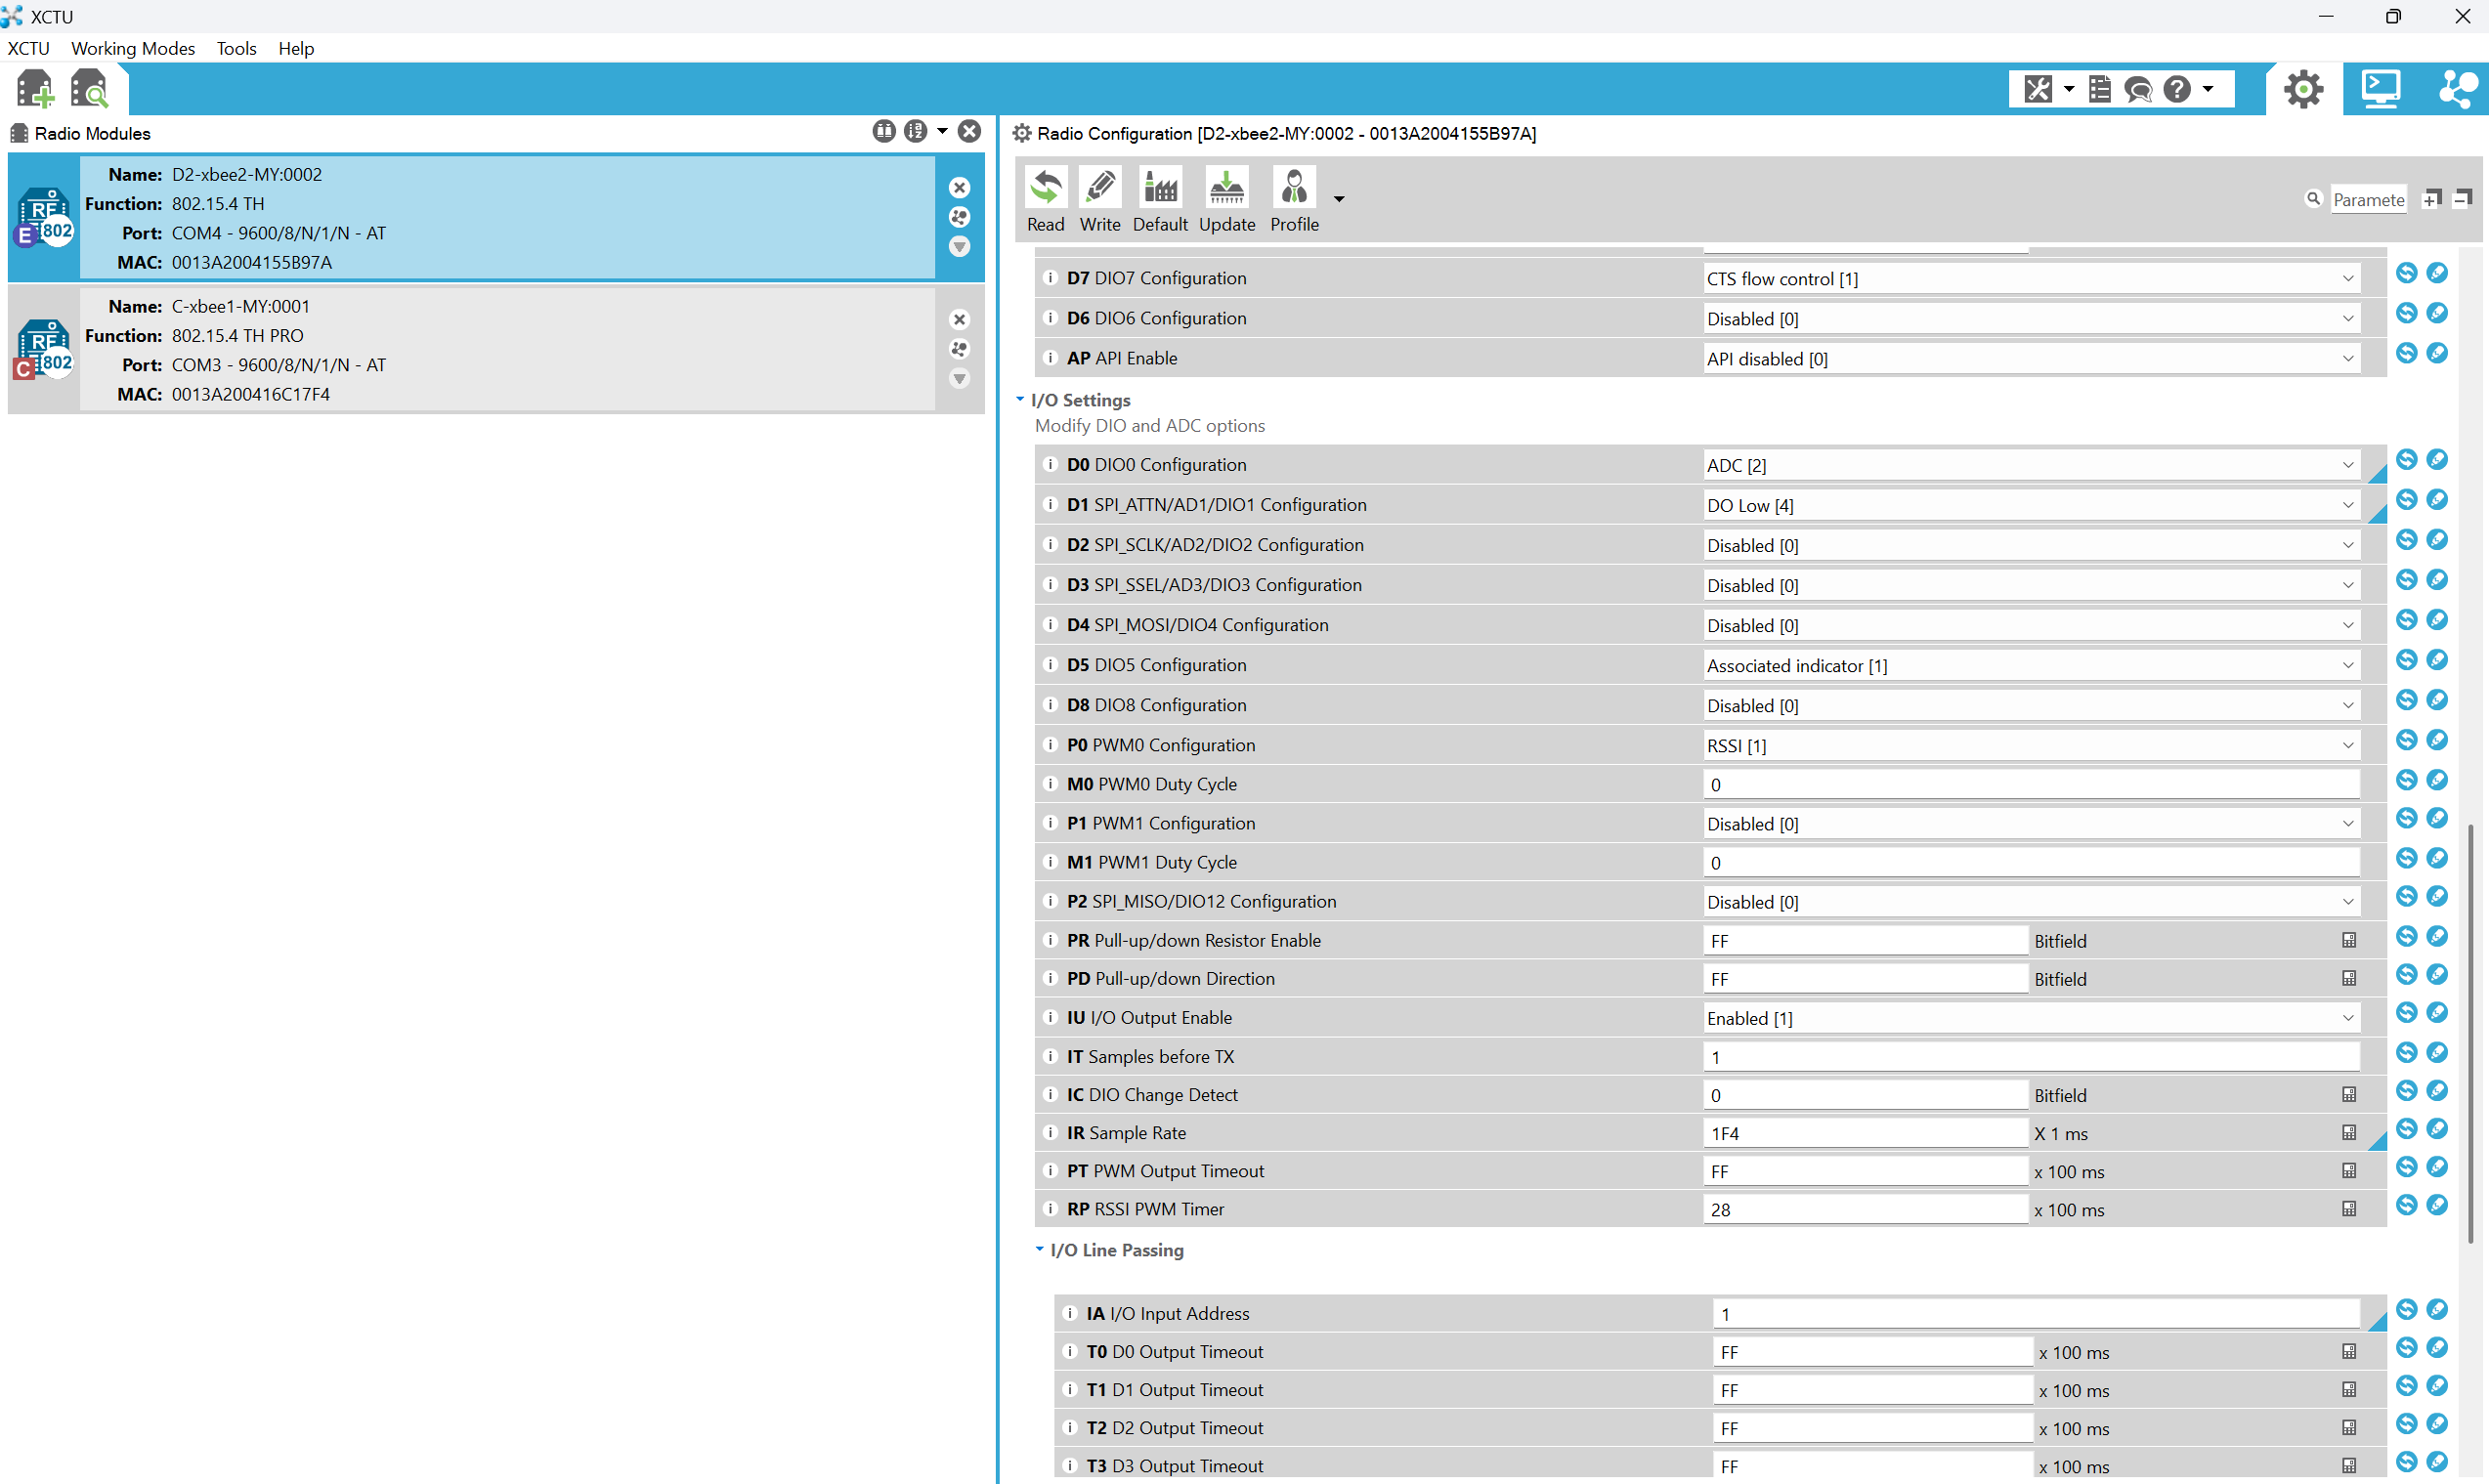 XCTU
XCTU Working Modes Tools Help
Radio Modules
Name: D2-xbee2-MY:0002
Function: 802.15.4 TH
Port: COM4 - 9600/8/N/1/N - AT
MAC: 0013A2004155B97A
RF
802
E
Name: C-xbee1-MY:0001
Function: 802.15.4 TH PRO
Port: COM3 - 9600/8/N/1/N - AT
MAC: 0013A200416C17F4
RF
802
C
Radio Configuration [D2-xbee2-MY:0002 - 0013A2004155B97A]
Read Write Default Update Profile Paramete
D7 DIO7 Configuration CTS flow control [1]
D6 DIO6 Configuration Disabled [0]
AP API Enable API disabled [0]
I/O Settings
Modify DIO and ADC options
D0 DIO0 Configuration ADC [2]
D1 SPI_ATTN/AD1/DIO1 Configuration DO Low [4]
D2 SPI_SCLK/AD2/DIO2 Configuration Disabled [0]
D3 SPI_SSEL/AD3/DIO3 Configuration Disabled [0]
D4 SPI_MOSI/DIO4 Configuration Disabled [0]
D5 DIO5 Configuration Associated indicator [1]
D8 DIO8 Configuration Disabled [0]
P0 PWM0 Configuration RSSI [1]
M0 PWM0 Duty Cycle 0
P1 PWM1 Configuration Disabled [0]
M1 PWM1 Duty Cycle 0
P2 SPI_MISO/DIO12 Configuration Disabled [0]
PR Pull-up/down Resistor Enable FF Bitfield
PD Pull-up/down Direction FF Bitfield
IU I/O Output Enable Enabled [1]
IT Samples before TX 1
IC DIO Change Detect 0 Bitfield
IR Sample Rate 1F4 X 1 ms
PT PWM Output Timeout FF x 100 ms
RP RSSI PWM Timer 28 x 100 ms
I/O Line Passing
IA I/O Input Address 1
T0 D0 Output Timeout FF x 100 ms
T1 D1 Output Timeout FF x 100 ms
T2 D2 Output Timeout FF x 100 ms
T3 D3 Output Timeout FF x 100 ms